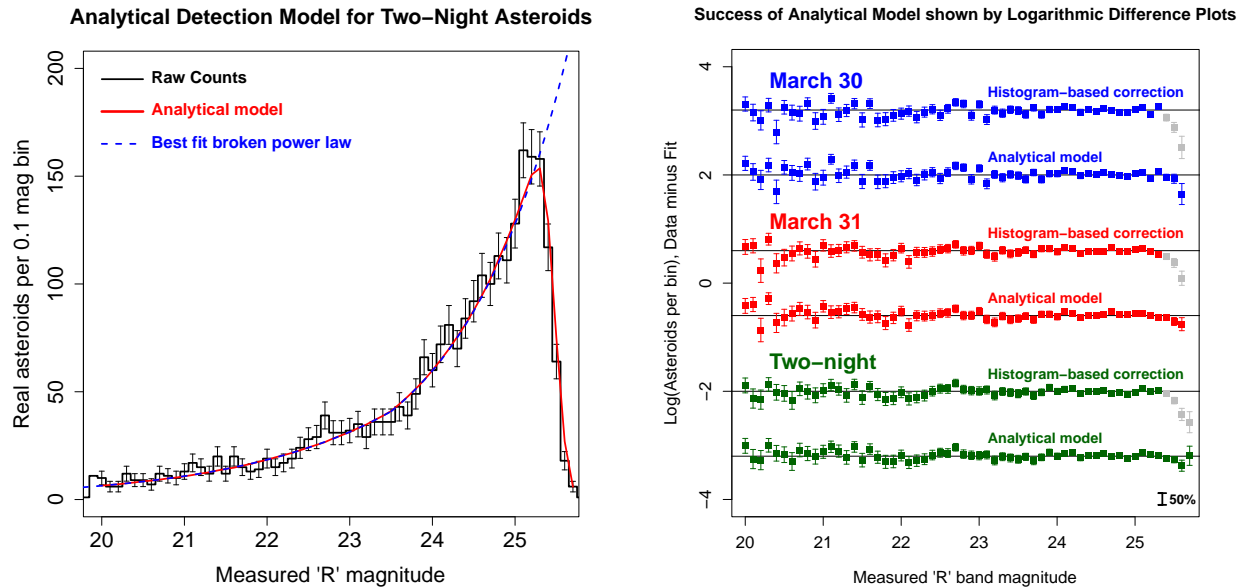 Analytical Detection Model for Two−Night Asteroids
200
150
100
50
0
Real asteroids per 0.1 mag bin
Raw Counts
Analytical model
Best fit broken power law
20 21 22 23 24 25
Measured 'R' magnitude
Success of Analytical Model shown by Logarithmic Difference Plots
4
2
0
−2
−4
Log(Asteroids per bin), Data minus Fit
March 30
Histogram−based correction
Analytical model
March 31
Histogram−based correction
Analytical model
Two−night
Histogram−based correction
Analytical model
50%
20 21 22 23 24 25
Measured 'R' band magnitude